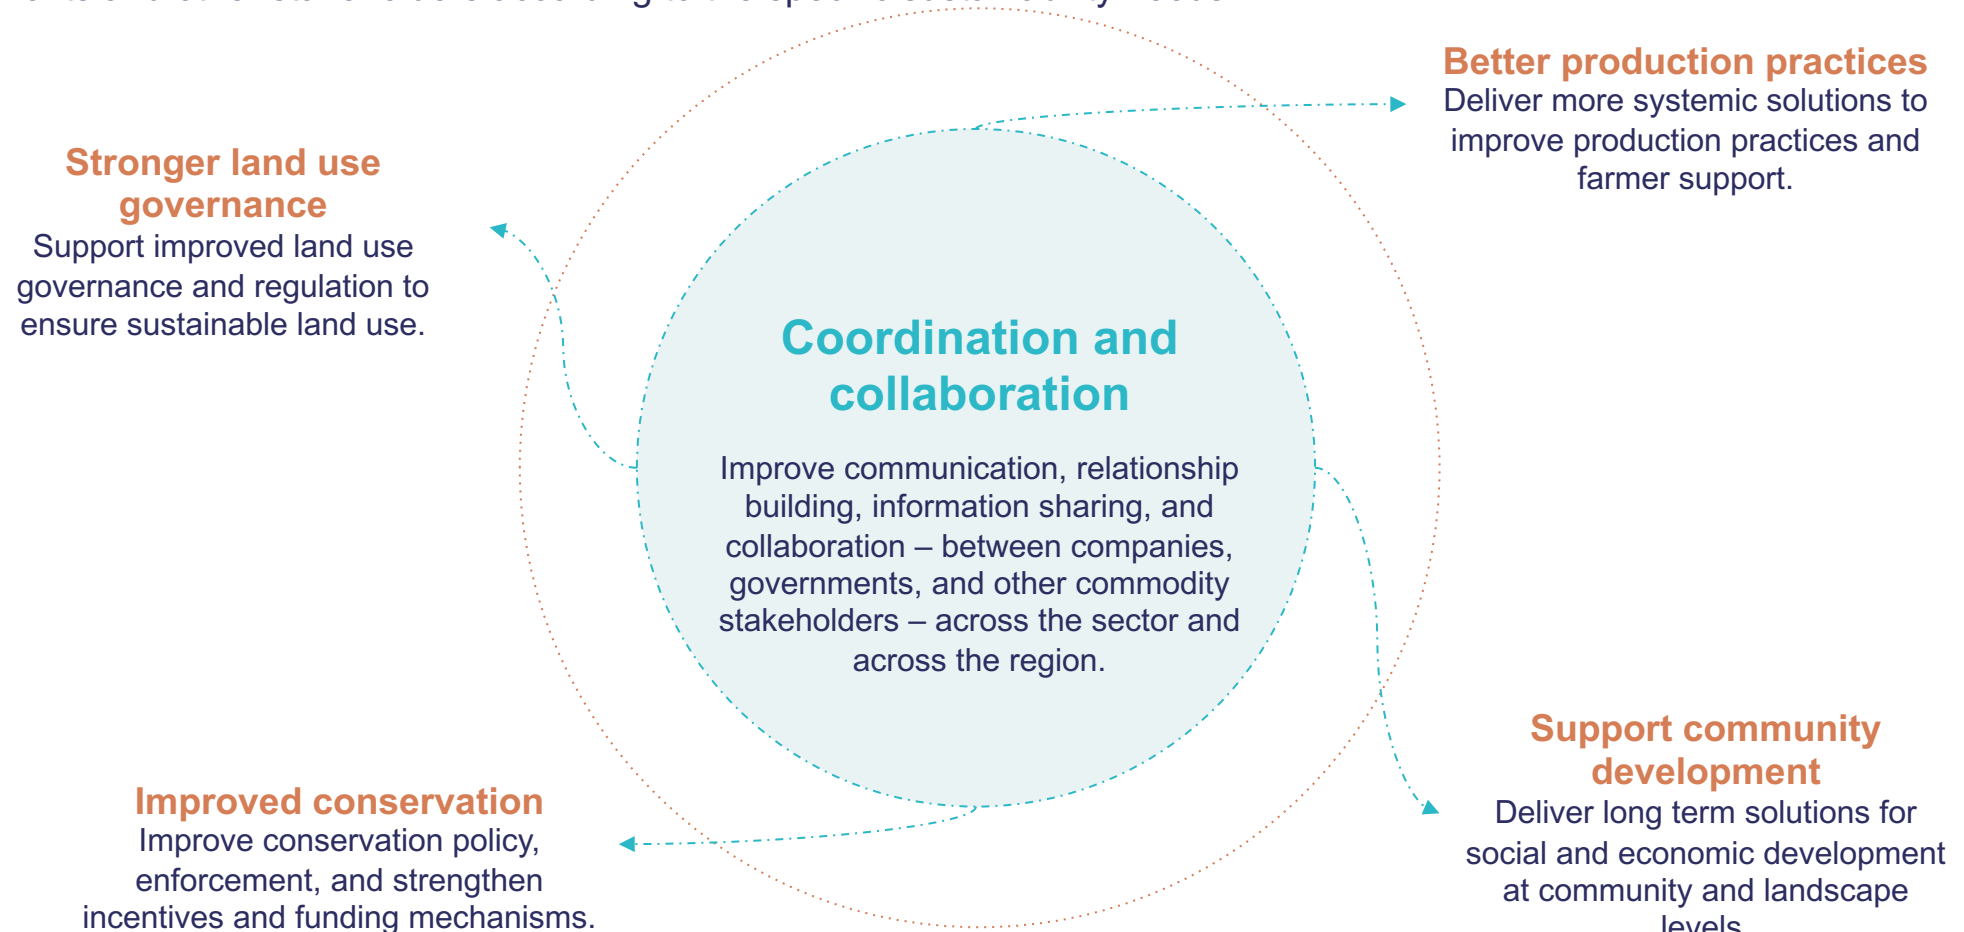 Better production practices
Deliver more systemic solutions to
improve production practices and
farmer support.
Stronger land use
governance
Support improved land use
governance and regulation to
ensure sustainable land use.
Coordination and
collaboration
Improve communication, relationship
building, information sharing, and
collaboration – between companies,
governments, and other commodity
stakeholders – across the sector and
across the region.
Support community
development
Deliver long term solutions for
social and economic development
at community and landscape
levels
Improved conservation
Improve conservation policy,
enforcement, and strengthen
incentives and funding mechanisms.